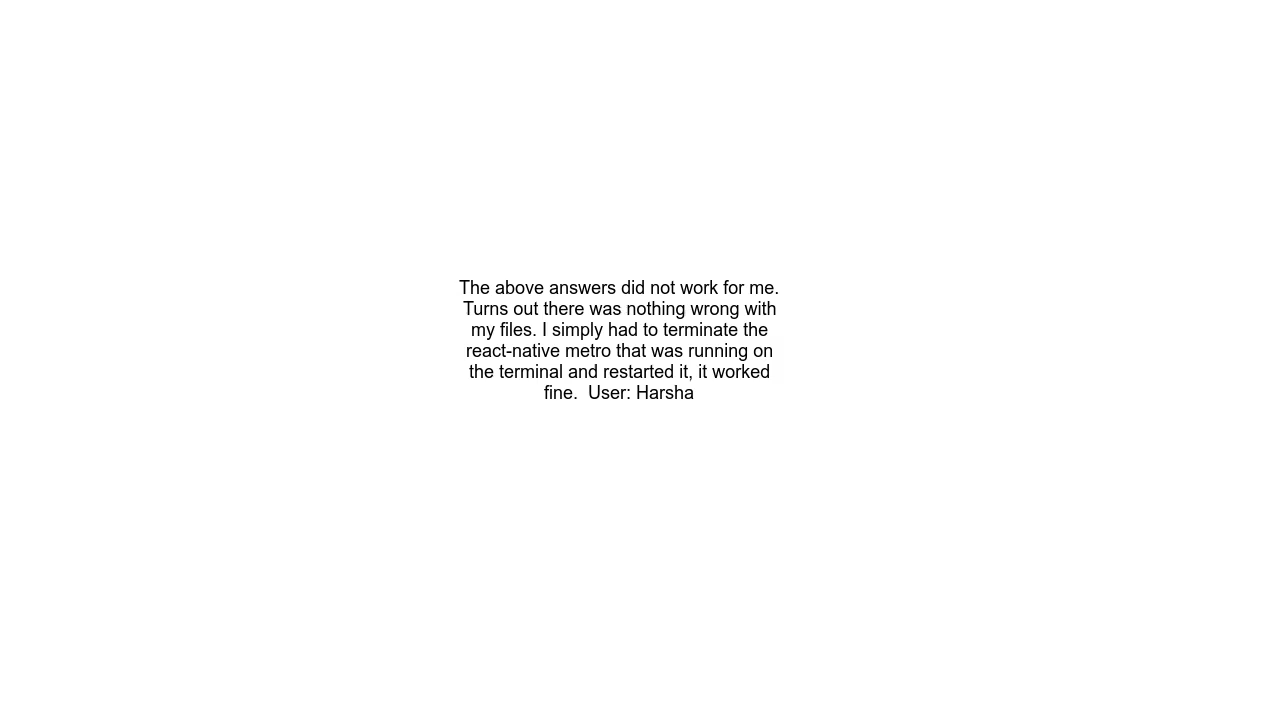 The above answers did not work for me.
Turns out there was nothing wrong with
my files. I simply had to terminate the
react-native metro that was running on
the terminal and restarted it, it worked
fine.  User: Harsha